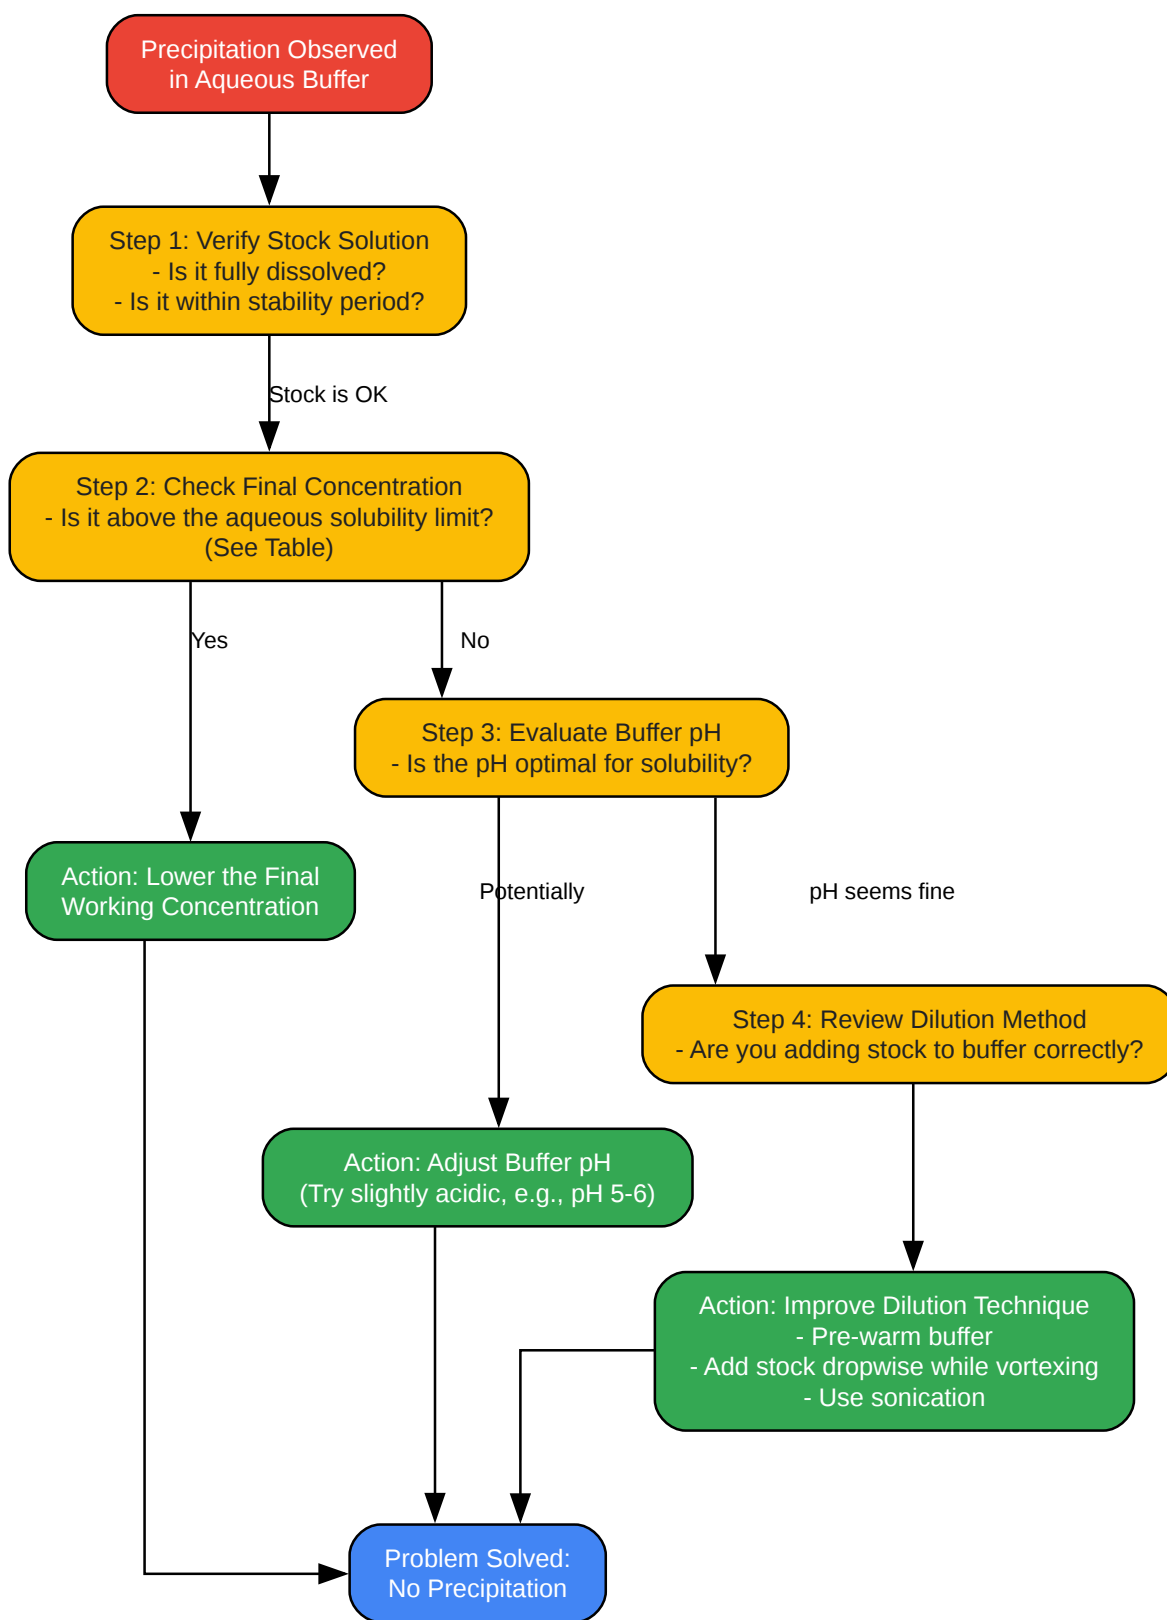 Precipitation Observed
in Aqueous Buffer
Step 1: Verify Stock Solution
- Is it fully dissolved?
- Is it within stability period?
Stock is OK
Step 2: Check Final Concentration
- Is it above the aqueous solubility limit?
(See Table)
Yes
No
Step 3: Evaluate Buffer pH
- Is the pH optimal for solubility?
Action: Lower the Final
Working Concentration
Potentially
pH seems fine
Step 4: Review Dilution Method
- Are you adding stock to buffer correctly?
Action: Adjust Buffer pH
(Try slightly acidic, e.g., pH 5-6)
Action: Improve Dilution Technique
- Pre-warm buffer
- Add stock dropwise while vortexing
- Use sonication
Problem Solved:
No Precipitation